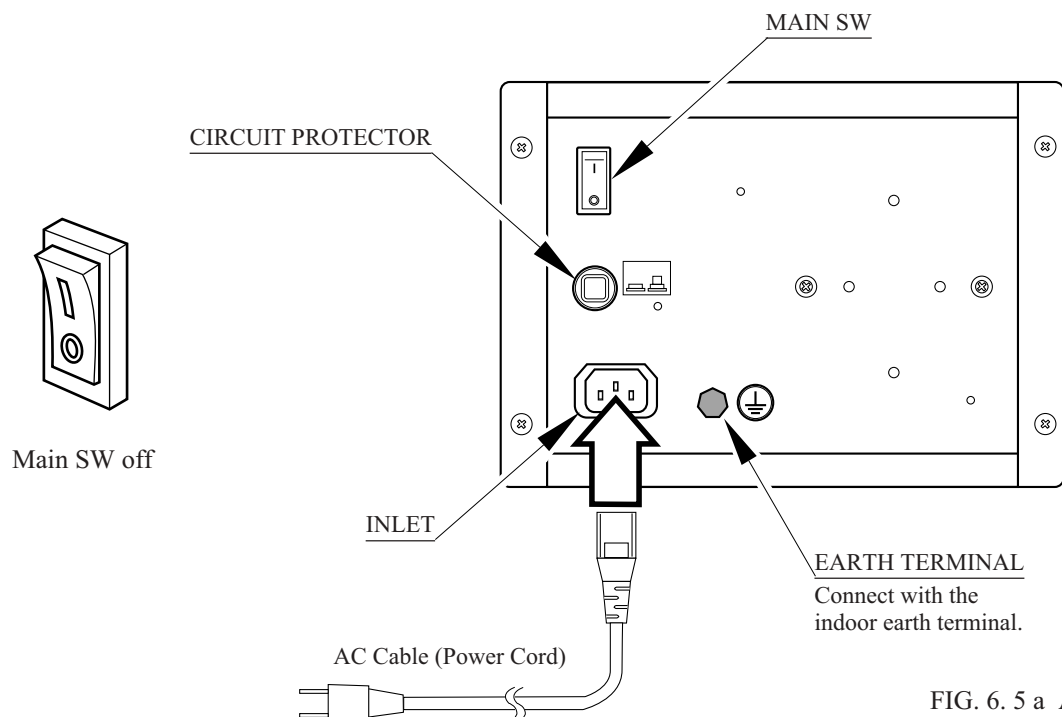 MAIN SW
CIRCUIT PROTECTOR
Main SW off
INLET
EARTH TERMINAL
Connect with the
indoor earth terminal.
AC Cable (Power Cord)
FIG. 6. 5 a